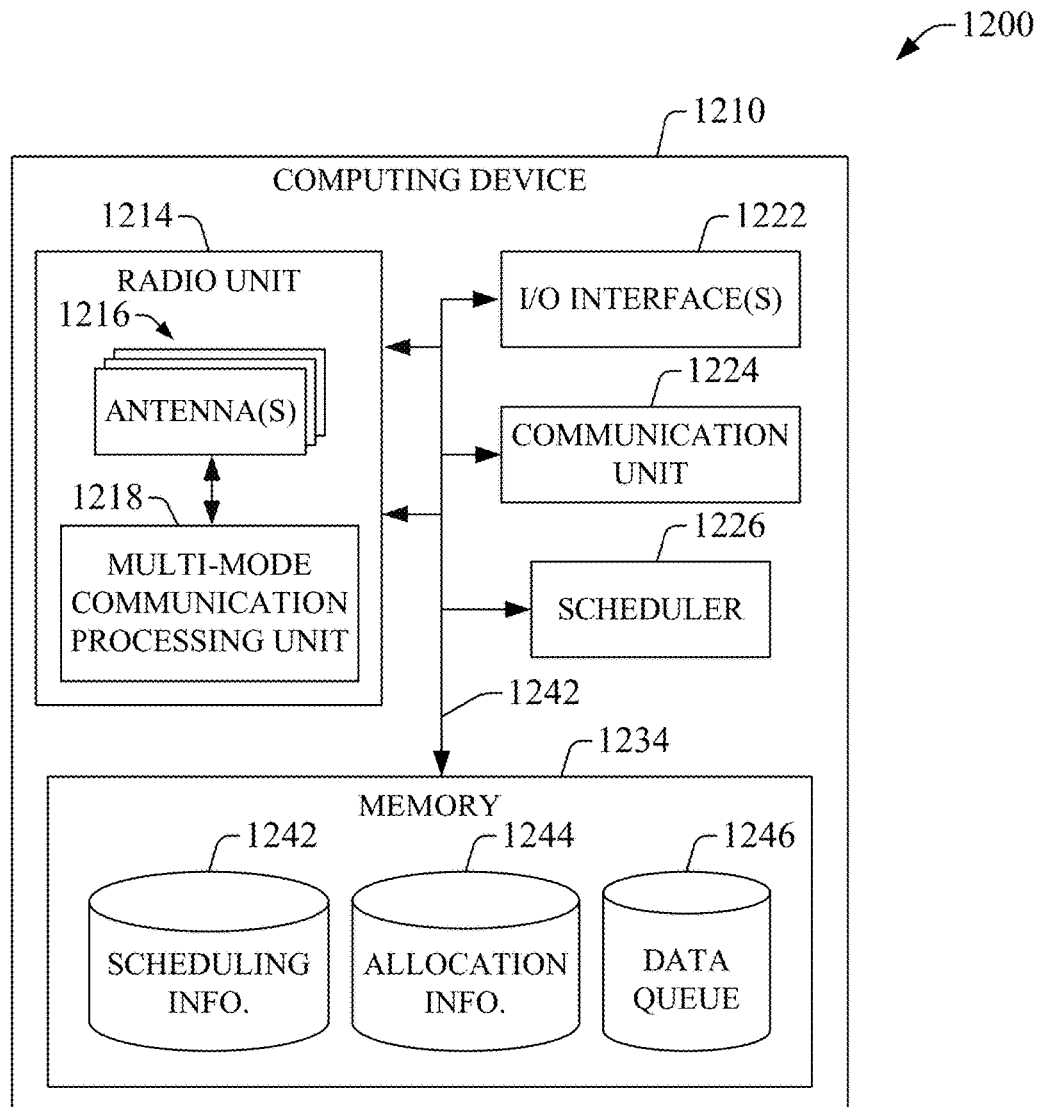 1200
1210
COMPUTING DEVICE
1214
1222
RADIO UNIT
I/O INTERFACE(S)
1216
ANTENNA(S)
1224
COMMUNICATION
UNIT
1218
1226
MULTI-MODE
COMMUNICATION
PROCESSING UNIT
SCHEDULER
1242
1234
MEMORY
1242
1244
1246
SCHEDULING
INFO.
ALLOCATION
INFO.
DATA
QUEUE